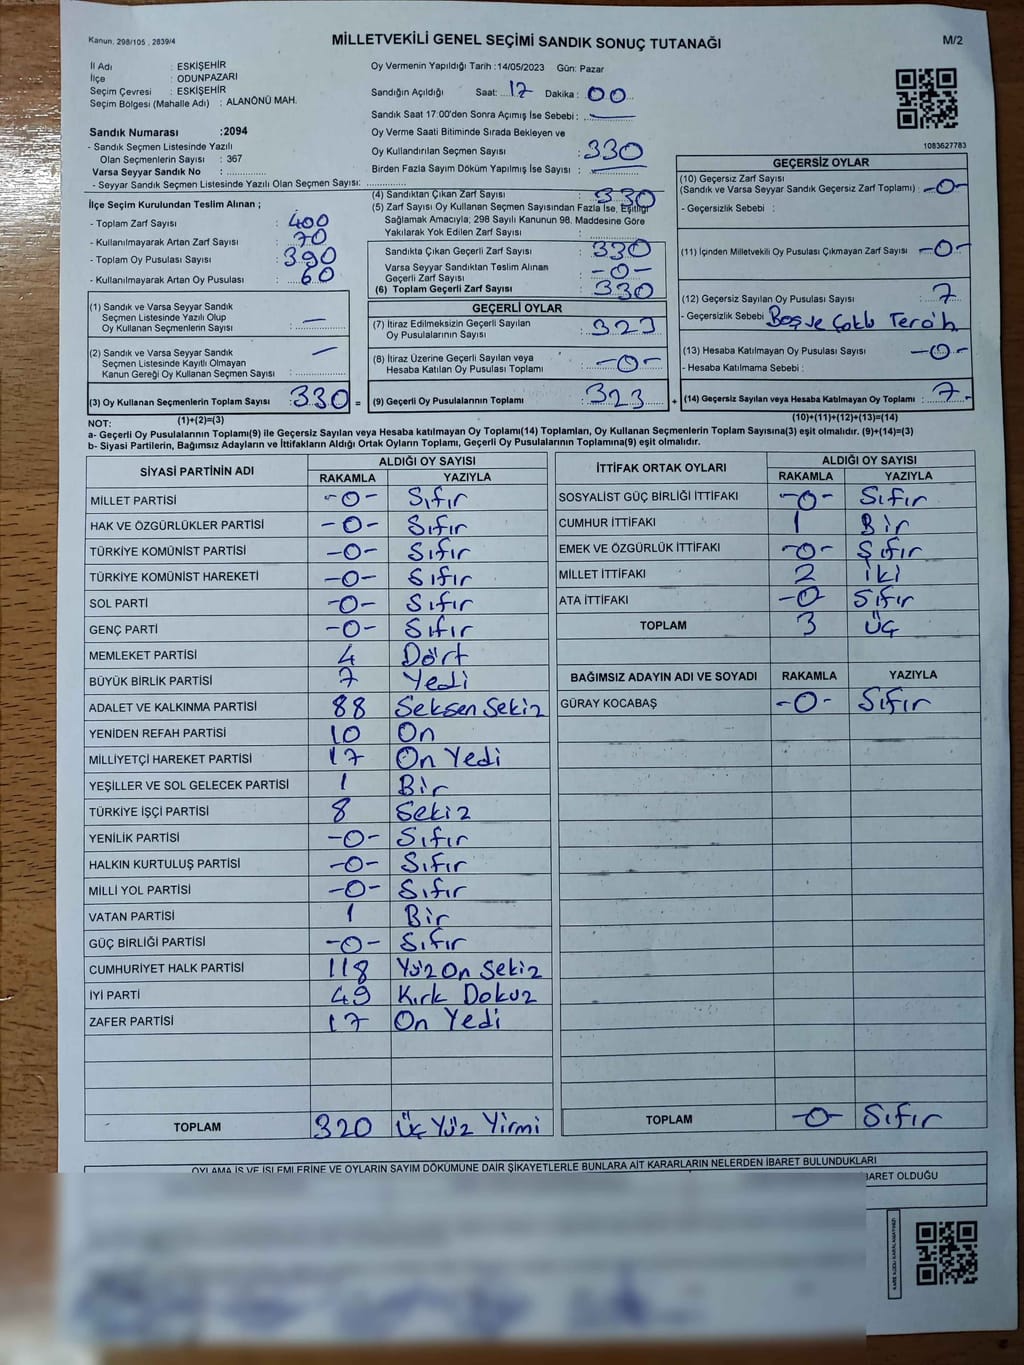 Kanun, 298/105 , 2839/4
MİLLETVEKİLİ GENEL SEÇİMİ SANDIK SONUÇ TUTANAĞI
M/2
İl Adı : ESKİŞEHİR
İlçe : ODUNPAZARI
Seçim Çevresi : ESKİŞEHİR
Seçim Bölgesi (Mahalle Adı) : ALANÖNÜ MAH.
Sandık Numarası :2094
- Sandık Seçmen Listesinde Yazılı
Olan Seçmenlerin Sayısı : 367
Varsa Seyyar Sandık No :
- Seyyar Sandık Seçmen Listesinde Yazılı Olan Seçmen Sayısı:
Oy Vermenin Yapıldığı Tarih :14/05/2023 Gün: Pazar
Sandığın Açıldığı Saat: 17 Dakika : 00
Sandık Saat 17:00'den Sonra Açımış İse Sebebi : —
Oy Verme Saati Bitiminde Sırada Bekleyen ve
Oy Kullandırılan Seçmen Sayısı : 330
Birden Fazla Sayım Döküm Yapılmış İse Sayısı : —
1083627783
İlçe Seçim Kurulundan Teslim Alınan ;
- Toplam Zarf Sayısı : 400
- Kullanılmayarak Artan Zarf Sayısı : 70
- Toplam Oy Pusulası Sayısı : 390
- Kullanılmayarak Artan Oy Pusulası : 60
(4) Sandıktan Çıkan Zarf Sayısı : 330
(5) Zarf Sayısı Oy Kullanan Seçmen Sayısından Fazla İse, Eşitliği
Sağlamak Amacıyla; 298 Sayılı Kanunun 98. Maddesine Göre
Yakılarak Yok Edilen Zarf Sayısı :
Sandıkta Çıkan Geçerli Zarf Sayısı : 330
Varsa Seyyar Sandıktan Teslim Alınan
Geçerli Zarf Sayısı : -0-
(6) Toplam Geçerli Zarf Sayısı : 330
GEÇERSİZ OYLAR
(10) Geçersiz Zarf Sayısı
(Sandık ve Varsa Seyyar Sandık Geçersiz Zarf Toplamı) : -0-
- Geçersizlik Sebebi :
(11) İçinden Milletvekili Oy Pusulası Çıkmayan Zarf Sayısı : -0-
(12) Geçersiz Sayılan Oy Pusulası Sayısı : 7
- Geçersizlik Sebebi : Boş ve Çoklu Tercih
(13) Hesaba Katılmayan Oy Pusulası Sayısı : -0-
- Hesaba Katılmama Sebebi :
(1) Sandık ve Varsa Seyyar Sandık
Seçmen Listesinde Yazılı Olup
Oy Kullanan Seçmenlerin Sayısı : —
(2) Sandık ve Varsa Seyyar Sandık
Seçmen Listesinde Kayıtlı Olmayan
Kanun Gereği Oy Kullanan Seçmen Sayısı : —
GEÇERLİ OYLAR
(7) İtiraz Edilmeksizin Geçerli Sayılan
Oy Pusulalarının Sayısı : 323
(8) İtiraz Üzerine Geçerli Sayılan veya
Hesaba Katılan Oy Pusulası Toplamı : -0-
(3) Oy Kullanan Seçmenlerin Toplam Sayısı : 330 = (9) Geçerli Oy Pusulalarının Toplamı : 323 + (14) Geçersiz Sayılan veya Hesaba Katılmayan Oy Toplamı : 7
(1)+(2)=(3)
(10)+(11)+(12)+(13)=(14)
NOT:
a- Geçerli Oy Pusulalarının Toplamı(9) ile Geçersiz Sayılan veya Hesaba katılmayan Oy Toplamı(14) Toplamları, Oy Kullanan Seçmenlerin Toplam Sayısına(3) eşit olmalıdır. (9)+(14)=(3)
b- Siyasi Partilerin, Bağımsız Adayların ve İttifakların Aldığı Ortak Oyların Toplamı, Geçerli Oy Pusulalarının Toplamına(9) eşit olmalıdır.
SİYASİ PARTİNİN ADI ALDIĞI OY SAYISI
RAKAMLA YAZIYLA
MİLLET PARTİSİ -0- Sıfır
HAK VE ÖZGÜRLÜKLER PARTİSİ -0- Sıfır
TÜRKİYE KOMÜNİST PARTİSİ -0- Sıfır
TÜRKİYE KOMÜNİST HAREKETİ -0- Sıfır
SOL PARTİ -0- Sıfır
GENÇ PARTİ -0- Sıfır
MEMLEKET PARTİSİ 4 Dört
BÜYÜK BİRLİK PARTİSİ 7 Yedi
ADALET VE KALKINMA PARTİSİ 88 Seksen Sekiz
YENİDEN REFAH PARTİSİ 10 On
MİLLİYETÇİ HAREKET PARTİSİ 17 On Yedi
YEŞİLLER VE SOL GELECEK PARTİSİ 1 Bir
TÜRKİYE İŞÇİ PARTİSİ 8 Sekiz
YENİLİK PARTİSİ -0- Sıfır
HALKIN KURTULUŞ PARTİSİ -0- Sıfır
MİLLİ YOL PARTİSİ -0- Sıfır
VATAN PARTİSİ 1 Bir
GÜÇ BİRLİĞİ PARTİSİ -0- Sıfır
CUMHURİYET HALK PARTİSİ 118 Yüz On Sekiz
İYİ PARTİ 49 Kırk Dokuz
ZAFER PARTİSİ 17 On Yedi
TOPLAM 320 Üç Yüz Yirmi
İTTİFAK ORTAK OYLARI ALDIĞI OY SAYISI
RAKAMLA YAZIYLA
SOSYALİST GÜÇ BİRLİĞİ İTTİFAKI -0- Sıfır
CUMHUR İTTİFAKI 1 Bir
EMEK VE ÖZGÜRLÜK İTTİFAKI -0- Sıfır
MİLLET İTTİFAKI 2 İki
ATA İTTİFAKI -0- Sıfır
TOPLAM 3 Üç
BAĞIMSIZ ADAYIN ADI VE SOYADI RAKAMLA YAZIYLA
GÜRAY KOCABAŞ -0- Sıfır
TOPLAM -0- Sıfır
OYLAMA İŞ VE İŞLEMLERİNE VE OYLARIN SAYIM DÖKÜMÜNE DAİR ŞİKAYETLERLE BUNLARA AİT KARARLARIN NELERDEN İBARET BULUNDUKLARI
İBARET OLDUĞU